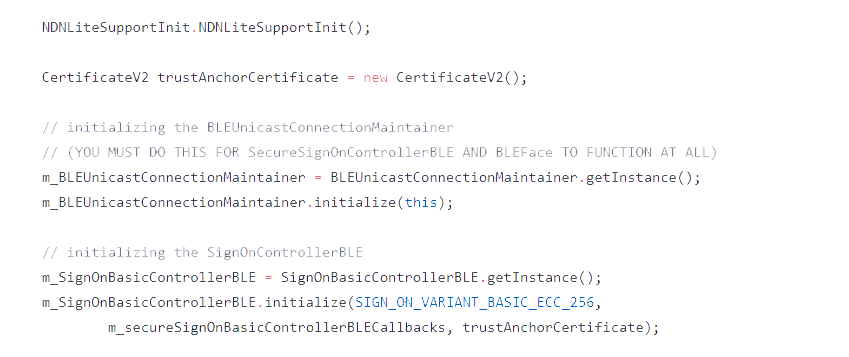 NDNLiteSupportInit.NDNLiteSupportInit();
CertificateV2 trustAnchorCertificate = new CertificateV2();
// initializing the BLEUnicastConnectionMaintainer
// (YOU MUST DO THIS FOR SecureSignOnControllerBLE AND BLEFace TO FUNCTION AT ALL)
m_BLEUnicastConnectionMaintainer = BLEUnicastConnectionMaintainer.getInstance();
m_BLEUnicastConnectionMaintainer.initialize(this);
// initializing the SignOnControllerBLE
m_SignOnBasicControllerBLE = SignOnBasicControllerBLE.getInstance();
m_SignOnBasicControllerBLE.initialize(SIGN_ON_VARIANT_BASIC_ECC_256,
m_secureSignOnBasicControllerBLECallbacks, trustAnchorCertificate);